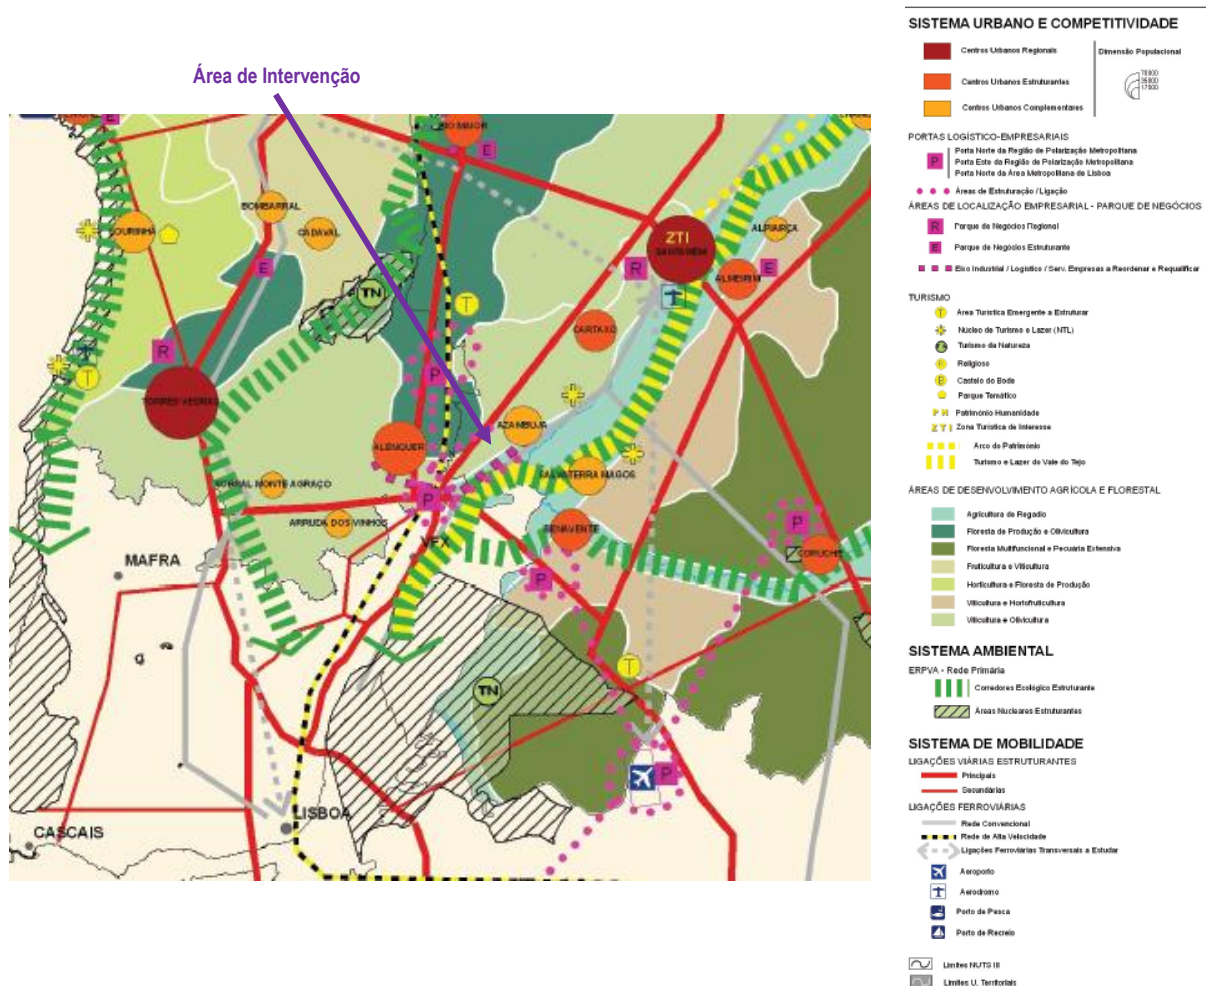 Área de Intervenção
RIO MAIOR
E
E
BOMBARRAL
CADAVAL
LOURINHÃ
ZTI
SANTARÉM
ALPIARÇA
R
E
ALMEIRIM
E
TN
T
CARTAXO
R
T
TORRES VEDRAS
P
AZAMBUJA
ALENQUER
SALVATERRA MAGOS
SOBRAL MONTE AGRAÇO
P
ARRUDA DOS VINHOS
BENAVENTE
P
VFX
CORUCHE
MAFRA
P
T
TN
P
LISBOA
CASCAIS
SISTEMA URBANO E COMPETITIVIDADE
Centros Urbanos Regionais
Dimensão Populacional
Centros Urbanos Estruturantes
Centros Urbanos Complementares
PORTAS LOGÍSTICO-EMPRESARIAIS
Porta Norte da Região de Polarização Metropolitana
P
Porta Este da Região de Polarização Metropolitana
Porta Norte da Área Metropolitana de Lisboa
Áreas de Estruturação / Ligação
ÁREAS DE LOCALIZAÇÃO EMPRESARIAL - PARQUE DE NEGÓCIOS
R
Parque de Negócios Regional
E
Parque de Negócios Estruturante
Eixo Industrial / Logístico / Serv. Empresas a Reordenar e Requalificar
TURISMO
T
Área Turística Emergente a Estruturar
Núcleo de Turismo e Lazer (NTL)
Turismo da Natureza
Religioso
Castelo do Bode
Parque Temático
P H Património Humanidade
Z T I Zona Turística de Interesse
Arco do Património
Turismo e Lazer do Vale do Tejo
ÁREAS DE DESENVOLVIMENTO AGRÍCOLA E FLORESTAL
Agricultura de Regadio
Floresta de Produção e Olivicultura
Floresta Multifuncional e Pecuária Extensiva
Fruticultura e Viticultura
Horticultura e Floresta de Produção
Viticultura e Hortofruticultura
Viticultura e Olivicultura
SISTEMA AMBIENTAL
ERPVA - Rede Primária
Corredores Ecológico Estruturante
Áreas Nucleares Estruturantes
SISTEMA DE MOBILIDADE
LIGAÇÕES VIÁRIAS ESTRUTURANTES
Principais
Secundárias
LIGAÇÕES FERROVIÁRIAS
Rede Convencional
Rede de Alta Velocidade
Ligações Ferroviárias Transversais a Estudar
Aeroporto
Aerodromo
Porto de Pesca
Porto de Recreio
Limites NUTS III
Limites U. Territoriais